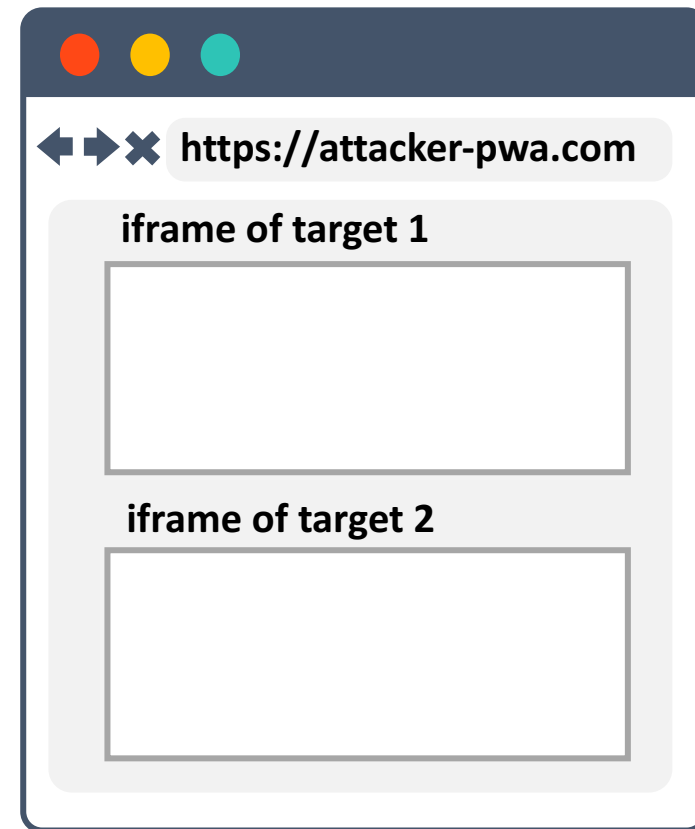 https://attacker-pwa.com
iframe of target 1
iframe of target 2